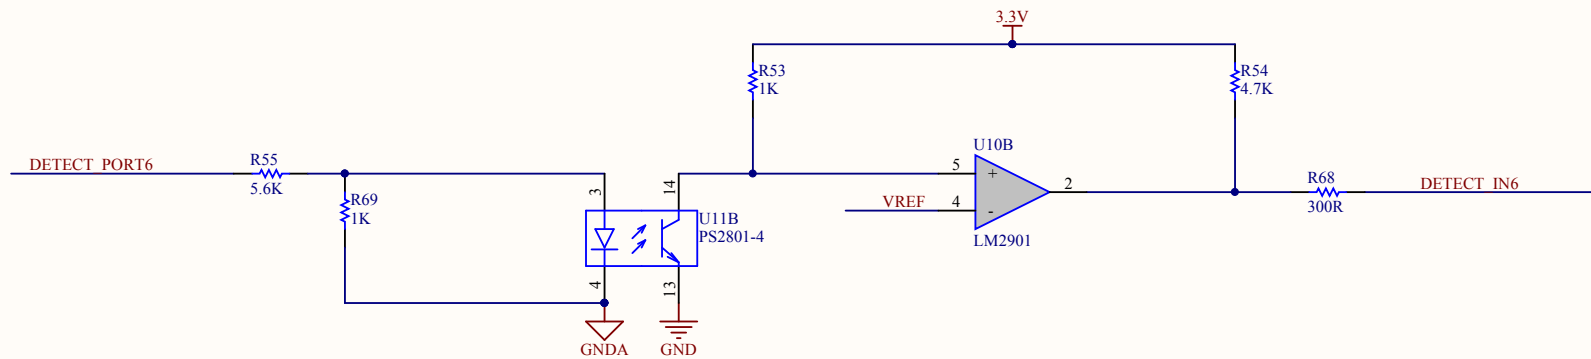 3.3V
R53
1K
R54
4.7K
DETECT_PORT6
R55
5.6K
R69
1K
3
14
U11B
PS2801-4
4
13
GNDA
GND
U10B
5
+
VREF
4
-
2
LM2901
R68
300R
DETECT_IN6